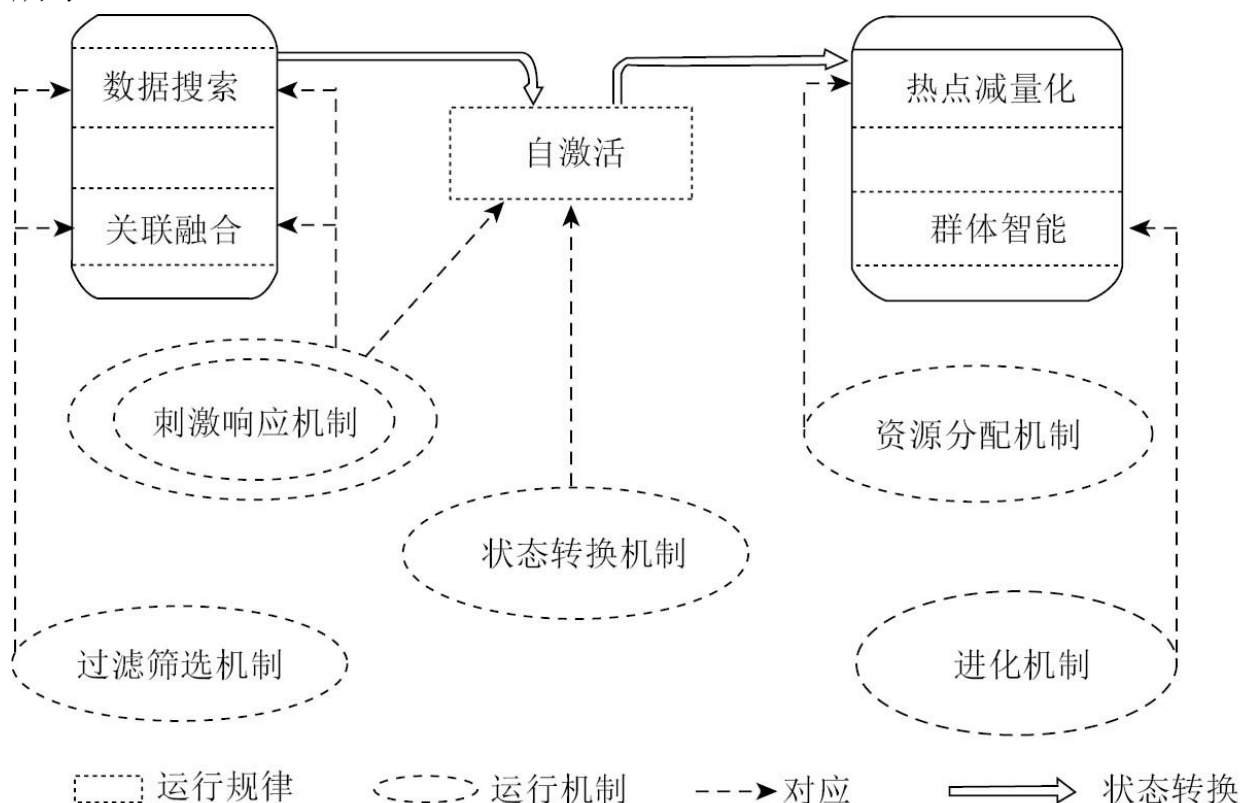 数据搜索
关联融合
自激活
热点减量化
群体智能
刺激响应机制
资源分配机制
状态转换机制
过滤筛选机制
进化机制
运行规律 运行机制 对应 状态转换